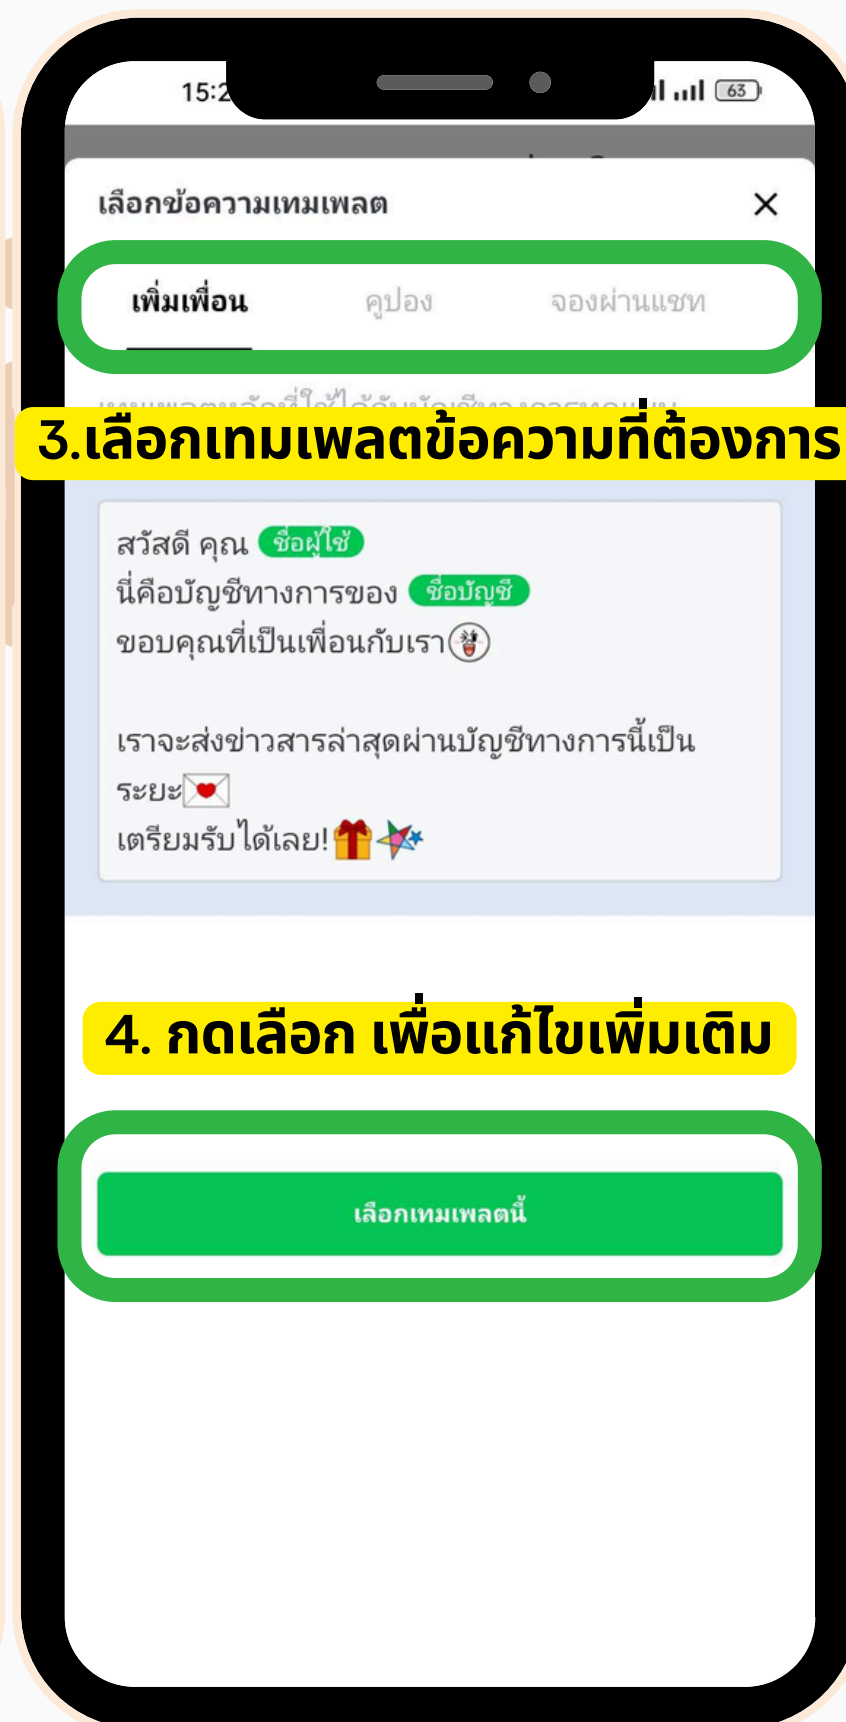 15:2
63
เลือกข้อความเทมเพลต
เพิ่มเพื่อน คูปอง จองผ่านแชท
3.เลือกเทมเพลตข้อความที่ต้องการ
สวัสดี คุณ ชื่อผู้ใช้
นี่คือบัญชีทางการของ ชื่อบัญชี
ขอบคุณที่เป็นเพื่อนกับเรา
เราจะส่งข่าวสารล่าสุดผ่านบัญชีทางการนี้เป็น
ระยะ
เตรียมรับได้เลย!
4. กดเลือก เพื่อแก้ไขเพิ่มเติม
เลือกเทมเพลตนี้